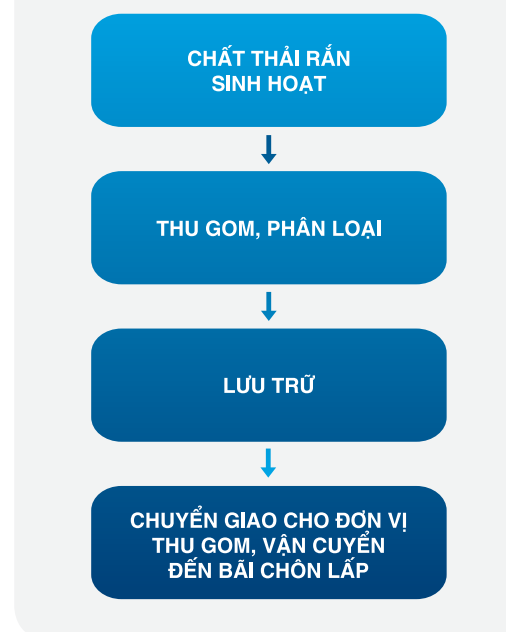 CHẤT THẢI RẮN
SINH HOẠT
THU GOM, PHÂN LOẠI
LƯU TRỮ
CHUYỂN GIAO CHO ĐƠN VỊ
THU GOM, VẬN CUYỂN
ĐẾN BÃI CHÔN LẤP